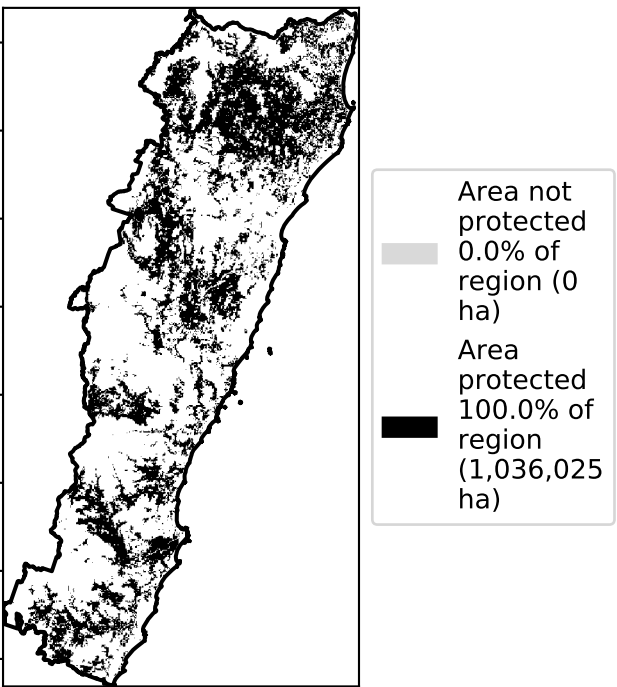 Area not
protected
0.0% of
region (0
ha)
Area
protected
100.0% of
region
(1,036,025
ha)